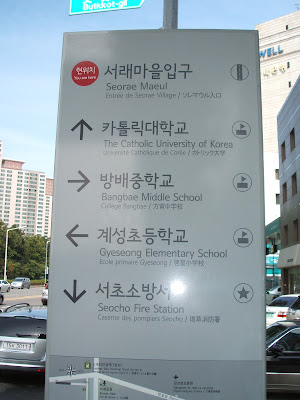 Butkkot-gil
현위치
You are here
서래마을입구
Seorae Maeul
Entrée de Seorae Village / ソレマウル入口
카톨릭대학교
The Catholic University of Korea
Université Catholique de Corée / カトリック大学
방배중학교
Bangbae Middle School
Collège Bangbae / 方背中学校
계성초등학교
Gyeseong Elementary School
Ecole primaire Gyeseong / 啓星小学校
서초소방서
Seocho Fire Station
Caserne des pompiers Seocho / 瑞草消防署
WELL